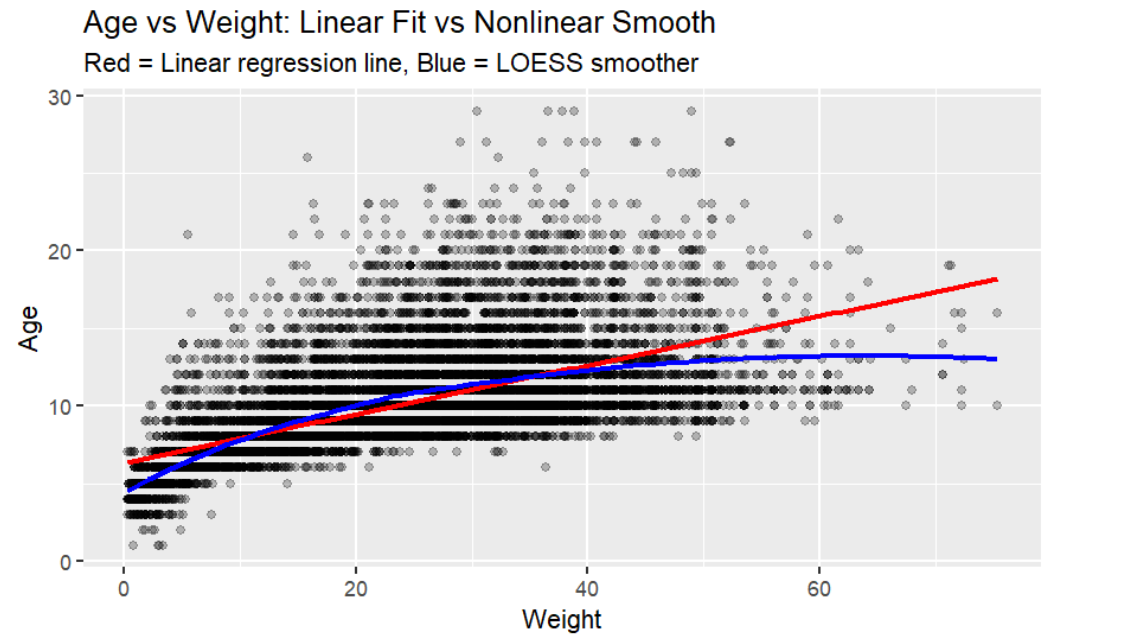 Age vs Weight: Linear Fit vs Nonlinear Smooth
Red = Linear regression line, Blue = LOESS smoother
30
20
10
0
Age
0 20 40 60
Weight